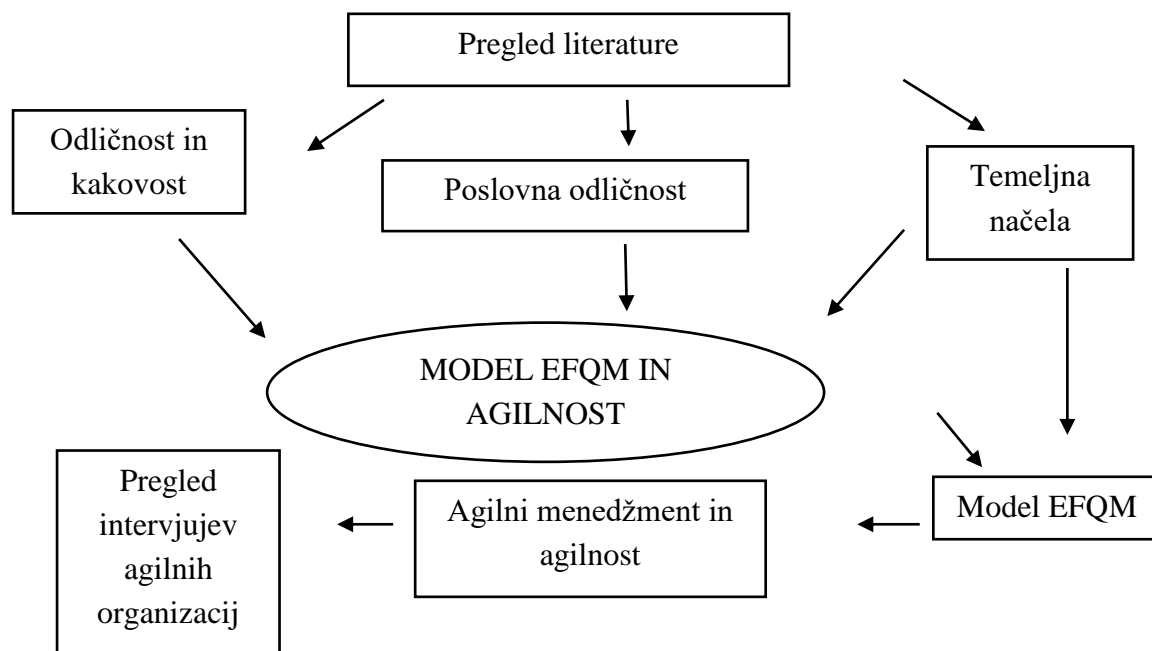 Pregled literature
Odličnost in
kakovost
Poslovna odličnost
Temeljna
načela
MODEL EFQM IN
AGILNOST
Pregled
intervjujev
agilnih
organizacij
Agilni menedžment in
agilnost
Model EFQM